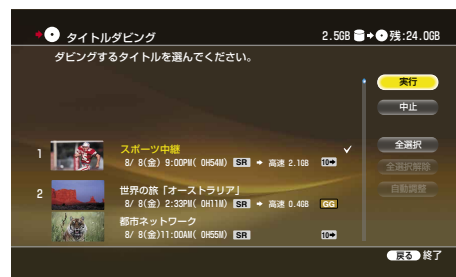 タイトルダビング 2.5GB 残:24.0GB
ダビングするタイトルを選んでください。
実行
中止
1 スポーツ中継
8/ 8(金) 9:00PM( 0H54M) SR 高速 2.1GB 10
全選択
全選択解除
2 世界の旅「オーストラリア」
自動調整
8/ 8(金) 2:33PM( 0H11M) SR 高速 0.4GB GG
都市ネットワーク
8/ 8(金)11:00AM( 0H55M) SR 10
戻る 終了